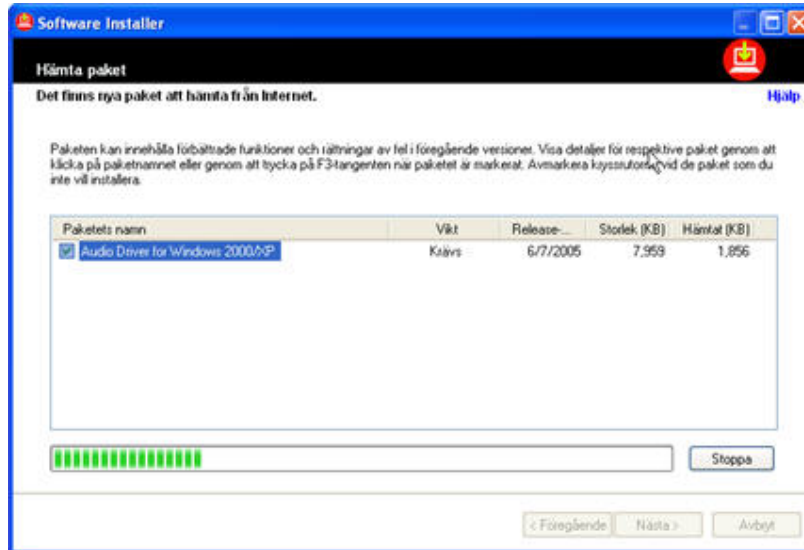 Software Installer
Hämta paket
Det finns nya paket att hämta från Internet.
Hjälp
Paketen kan innehålla förbättrade funktioner och rättningar av fel i föregående versioner. Visa detaljer för respektive paket genom att
klicka på paketnamnet eller genom att trycka på F3-tangenten när paketet är markerat. Avmarkera kryssrutorna vid de paket som du
inte vill installera.
Paketets namn Vikt Release-... Storlek (KB) Hämtat (KB)
Audio Driver for Windows 2000/XP Krävs 6/7/2005 7,959 1,856
Stoppa
< Föregående Nästa > Avbryt